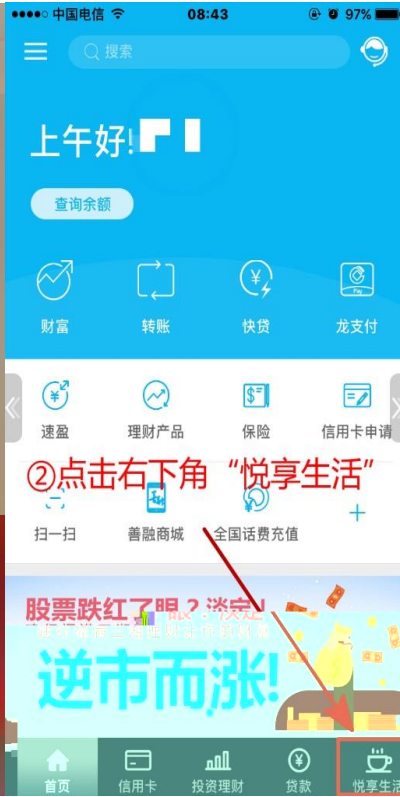 中国电信
08:43
97%
搜索
上午好!
查询余额
财富
转账
快贷
龙支付
Pay
速盈
理财产品
保险
信用卡申请
②点击右下角“悦享生活”
扫一扫
善融商城
全国话费充值
股票跌红了眼？淡定！
逆市而涨!
首页
信用卡
投资理财
贷款
悦享生活